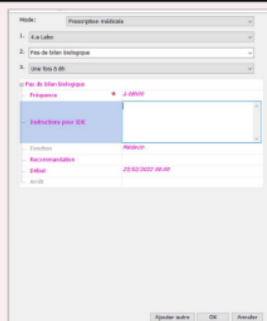 Mode: Prescription médicale
1. 4.a Labo
2. Pas de bilan biologique
3. Une fois à 6h
Pas de bilan biologique
Fréquence * à 06h00
Instructions pour IDE
Fonction Médecin
Recommandation
Début 23/02/2022 06:00
Arrêt
Ajouter autre OK Annuler